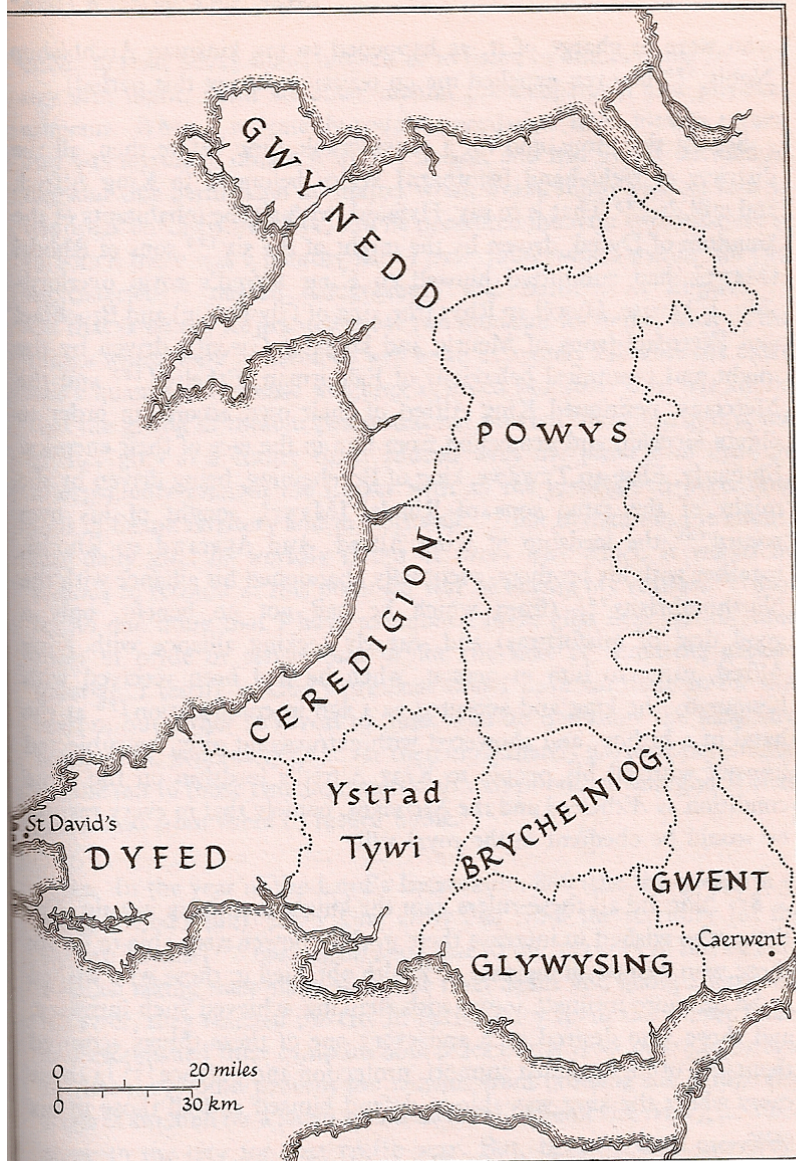 GWYNEDD
POWYS
CEREDIGION
Ystrad
Tywi
BRYCHEINIOG
St David's
DYFED
GWENT
Caerwent
GLYWYSING
0 20 miles
0 30 km